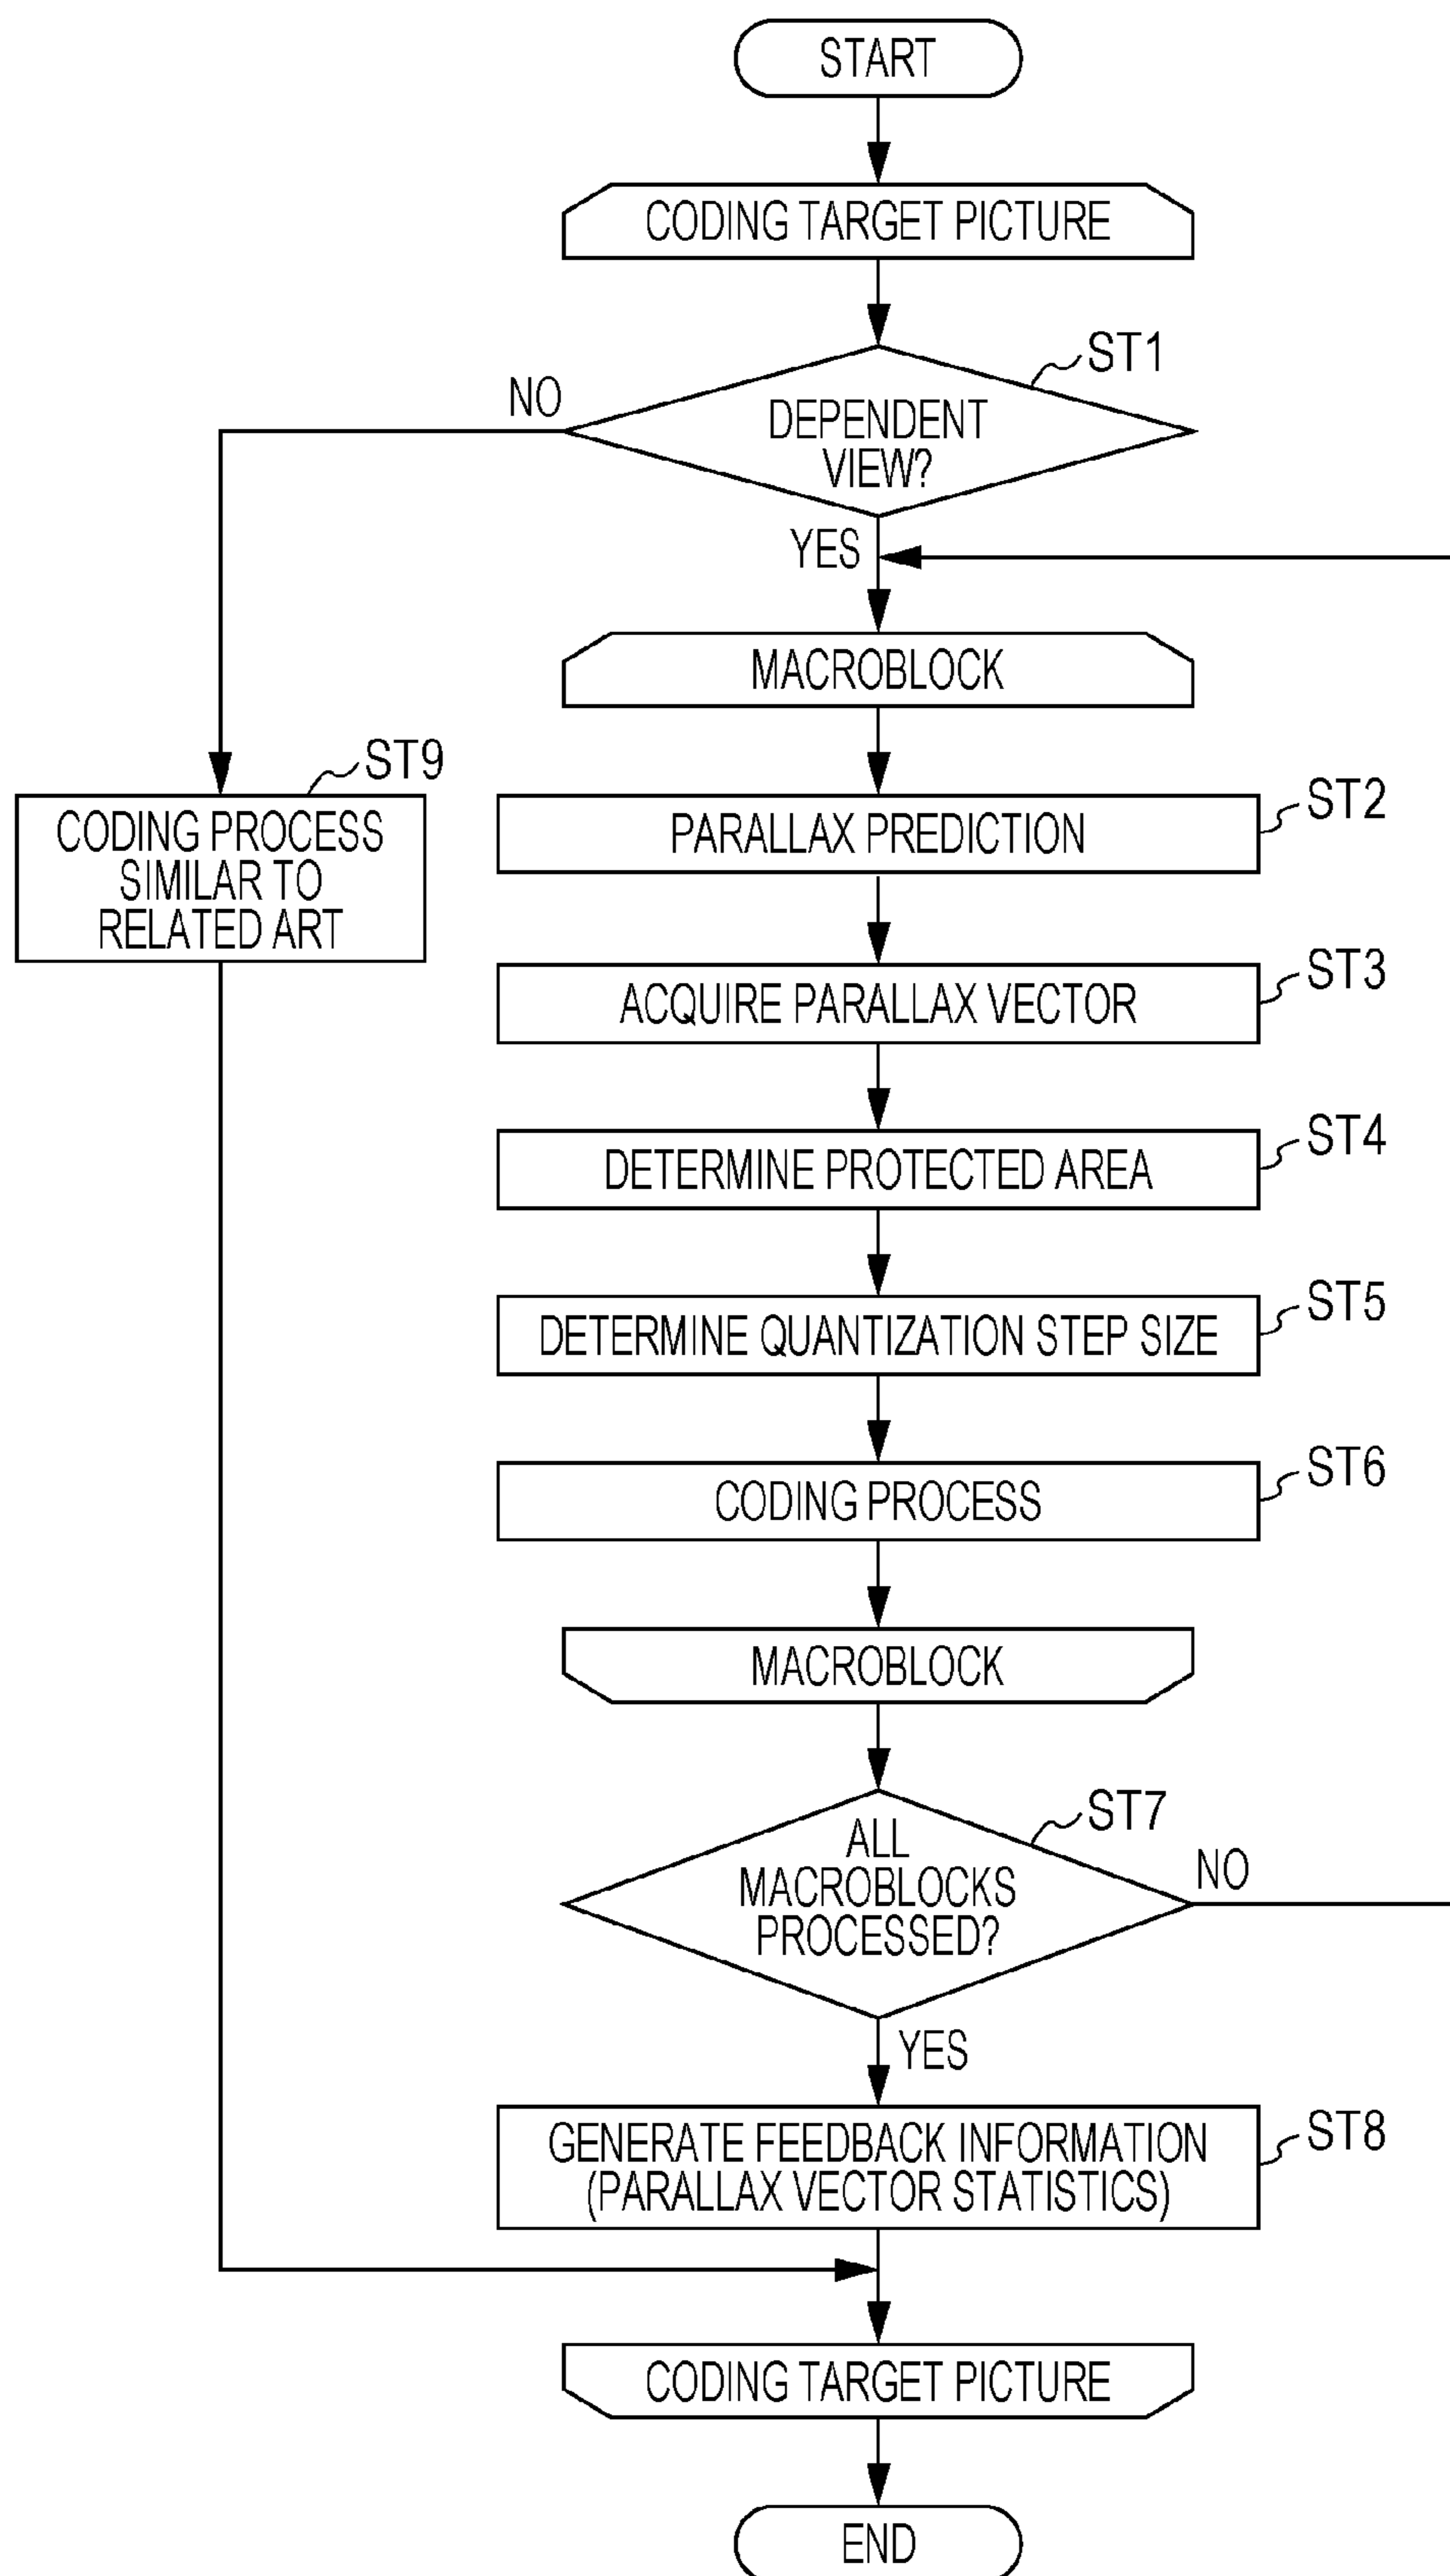 START
CODING TARGET PICTURE
ST1
NO
DEPENDENT
VIEW?
YES
MACROBLOCK
ST9
CODING PROCESS
SIMILAR TO
RELATED ART
ST2
PARALLAX PREDICTION
ST3
ACQUIRE PARALLAX VECTOR
ST4
DETERMINE PROTECTED AREA
ST5
DETERMINE QUANTIZATION STEP SIZE
ST6
CODING PROCESS
MACROBLOCK
ST7
ALL
MACROBLOCKS
PROCESSED?
NO
YES
ST8
GENERATE FEEDBACK INFORMATION
(PARALLAX VECTOR STATISTICS)
CODING TARGET PICTURE
END